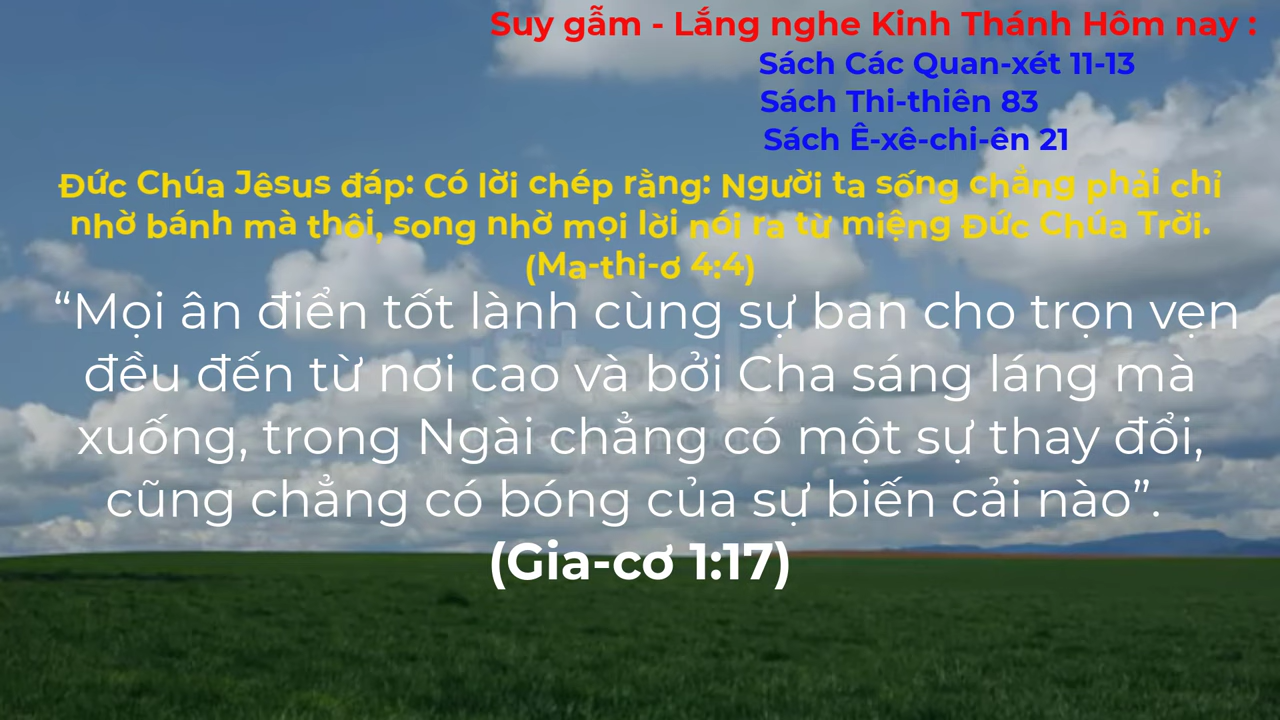 Suy gẫm - Lắng nghe Kinh Thánh Hôm nay :
Sách Các Quan-xét 11-13
Sách Thi-thiên 83
Sách Ê-xê-chi-ên 21
Đức Chúa Jêsus đáp: Có lời chép rằng: Người ta sống chẳng phải chỉ
nhờ bánh mà thôi, song nhờ mọi lời nói ra từ miệng Đức Chúa Trời.
(Ma-thi-ơ 4:4)
“Mọi ân điển tốt lành cùng sự ban cho trọn vẹn
đều đến từ nơi cao và bởi Cha sáng láng mà
xuống, trong Ngài chẳng có một sự thay đổi,
cũng chẳng có bóng của sự biến cải nào”.
(Gia-cơ 1:17)